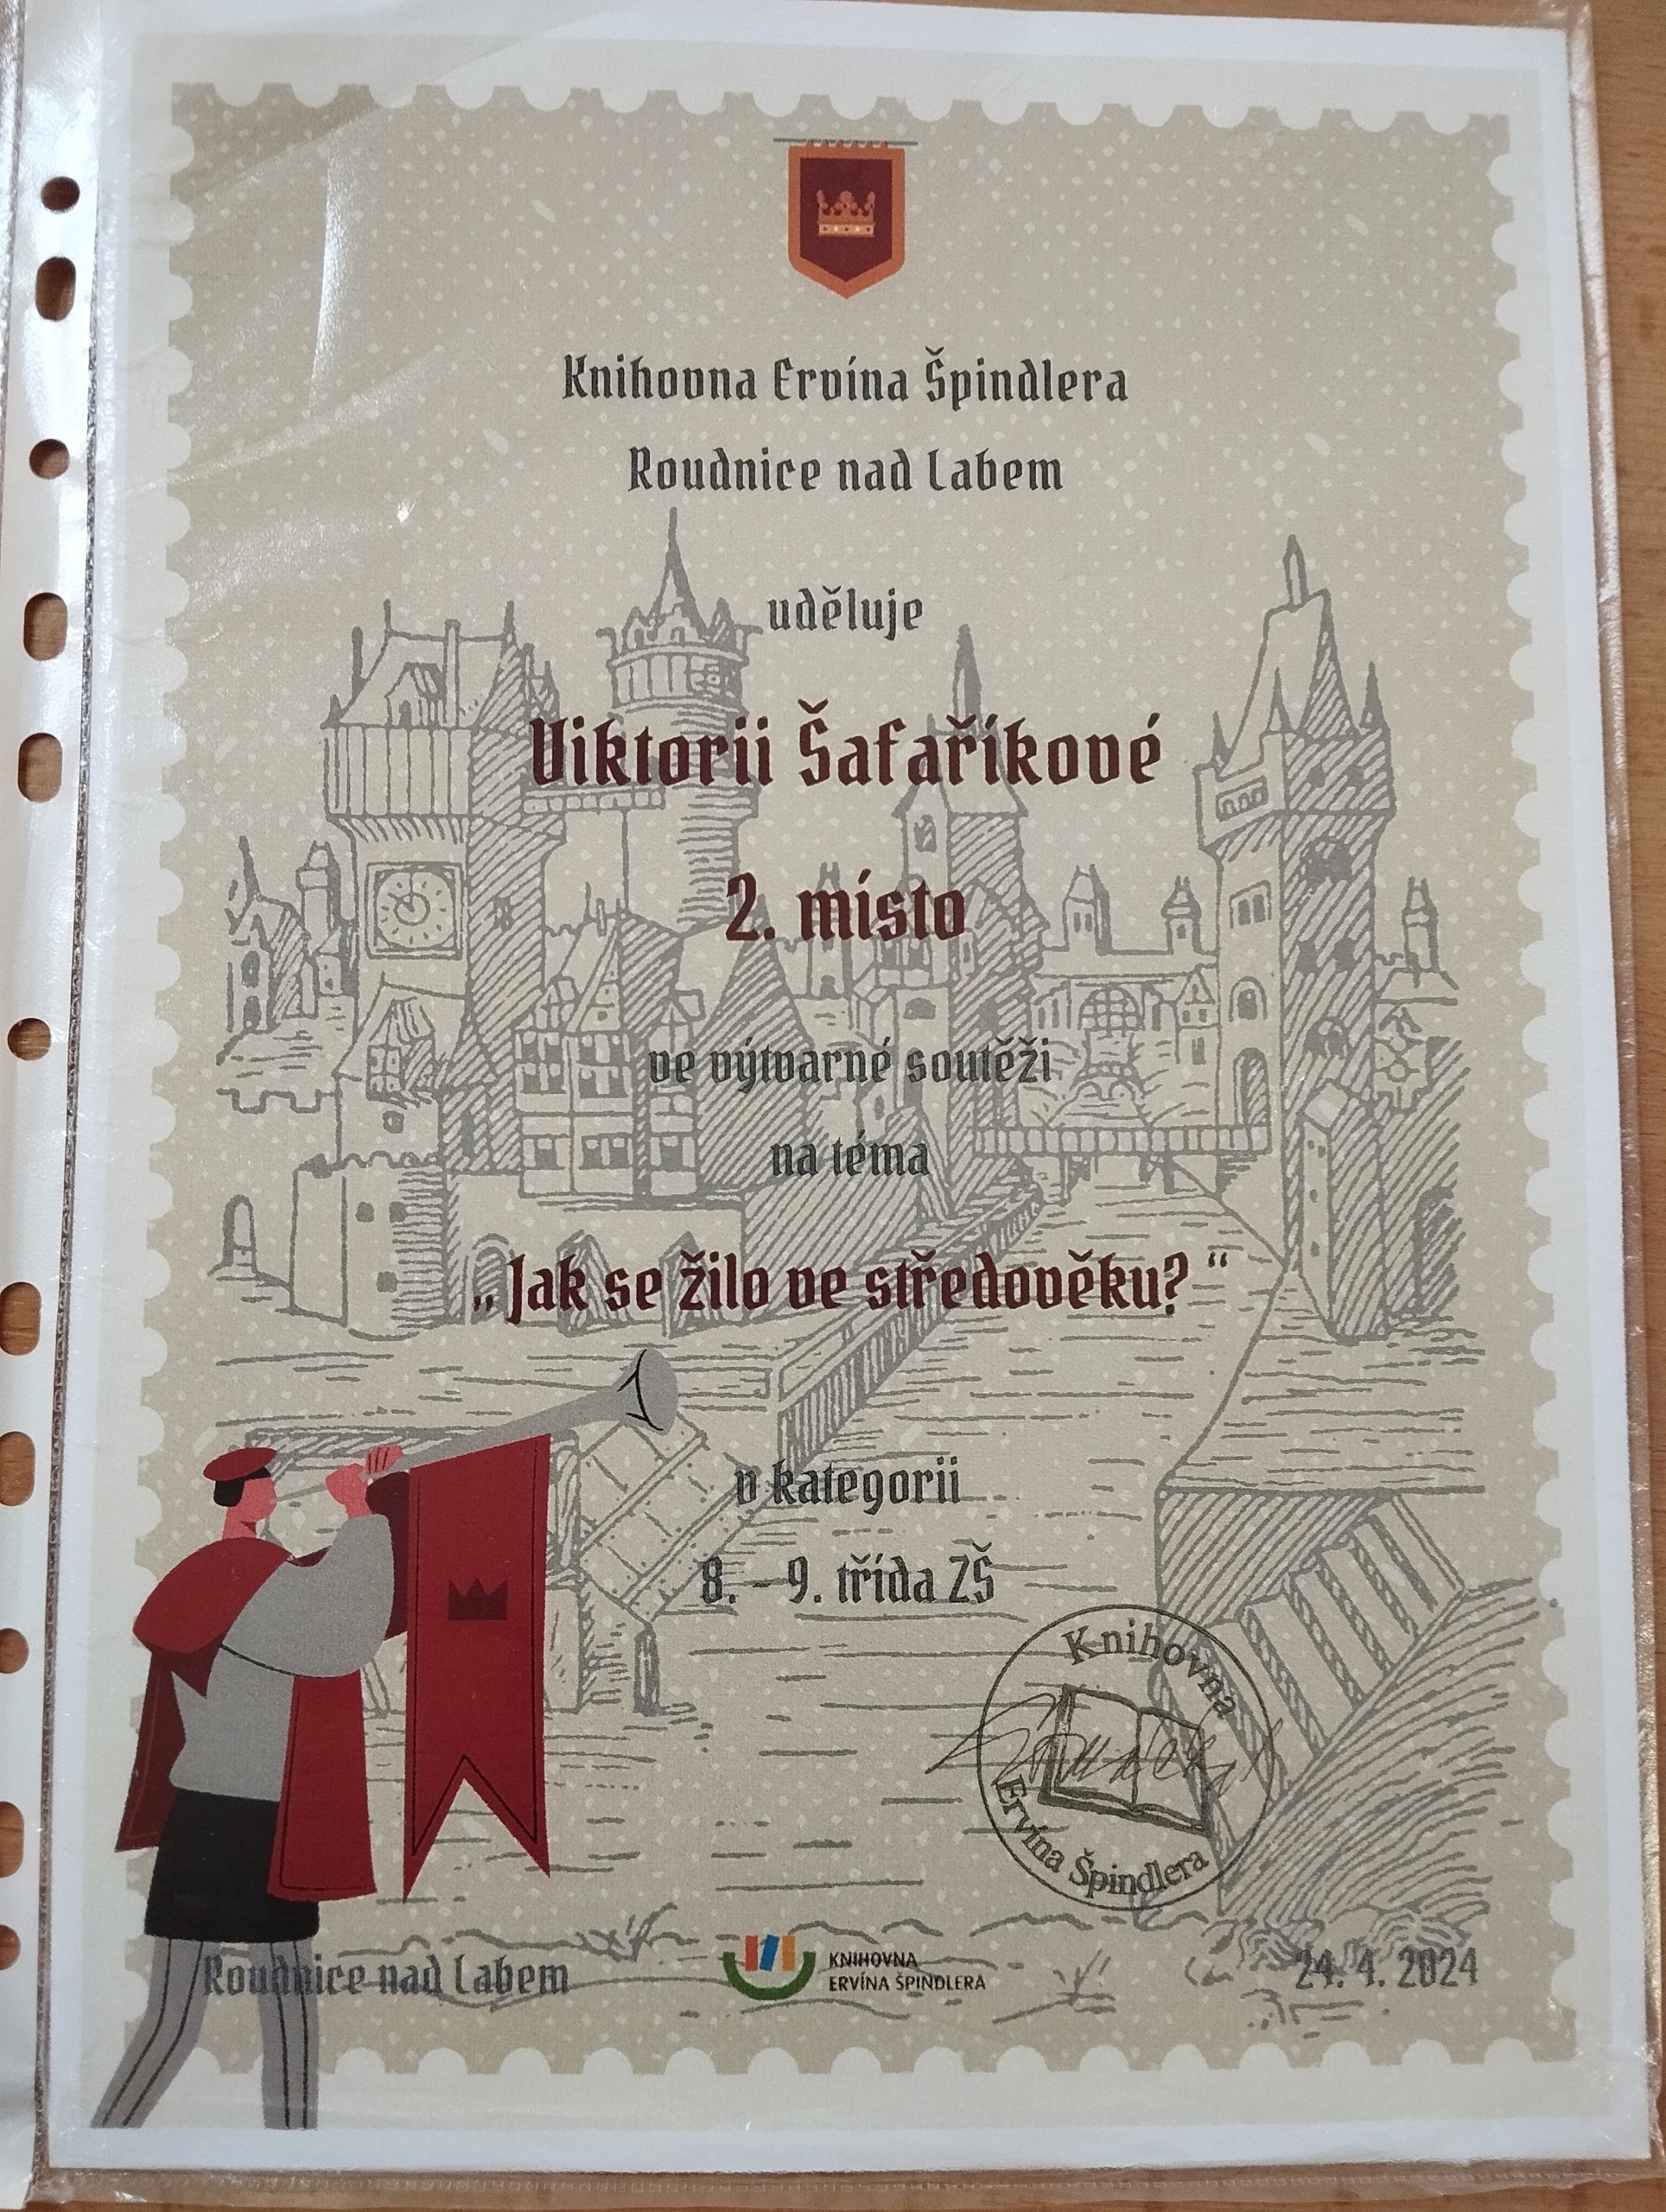 Knihovna Ervína Špindlera
Roudnice nad Labem
uděluje
Viktorii Šafaříkové
2. místo
ve výtvarné soutěži
na téma
„Jak se žilo ve středověku?“
v kategorii
8. – 9. třída ZŠ
Knihovna
Ervína Špindlera
Roudnice nad Labem
KNIHOVNA
ERVÍNA ŠPINDLERA
24. 4. 2024